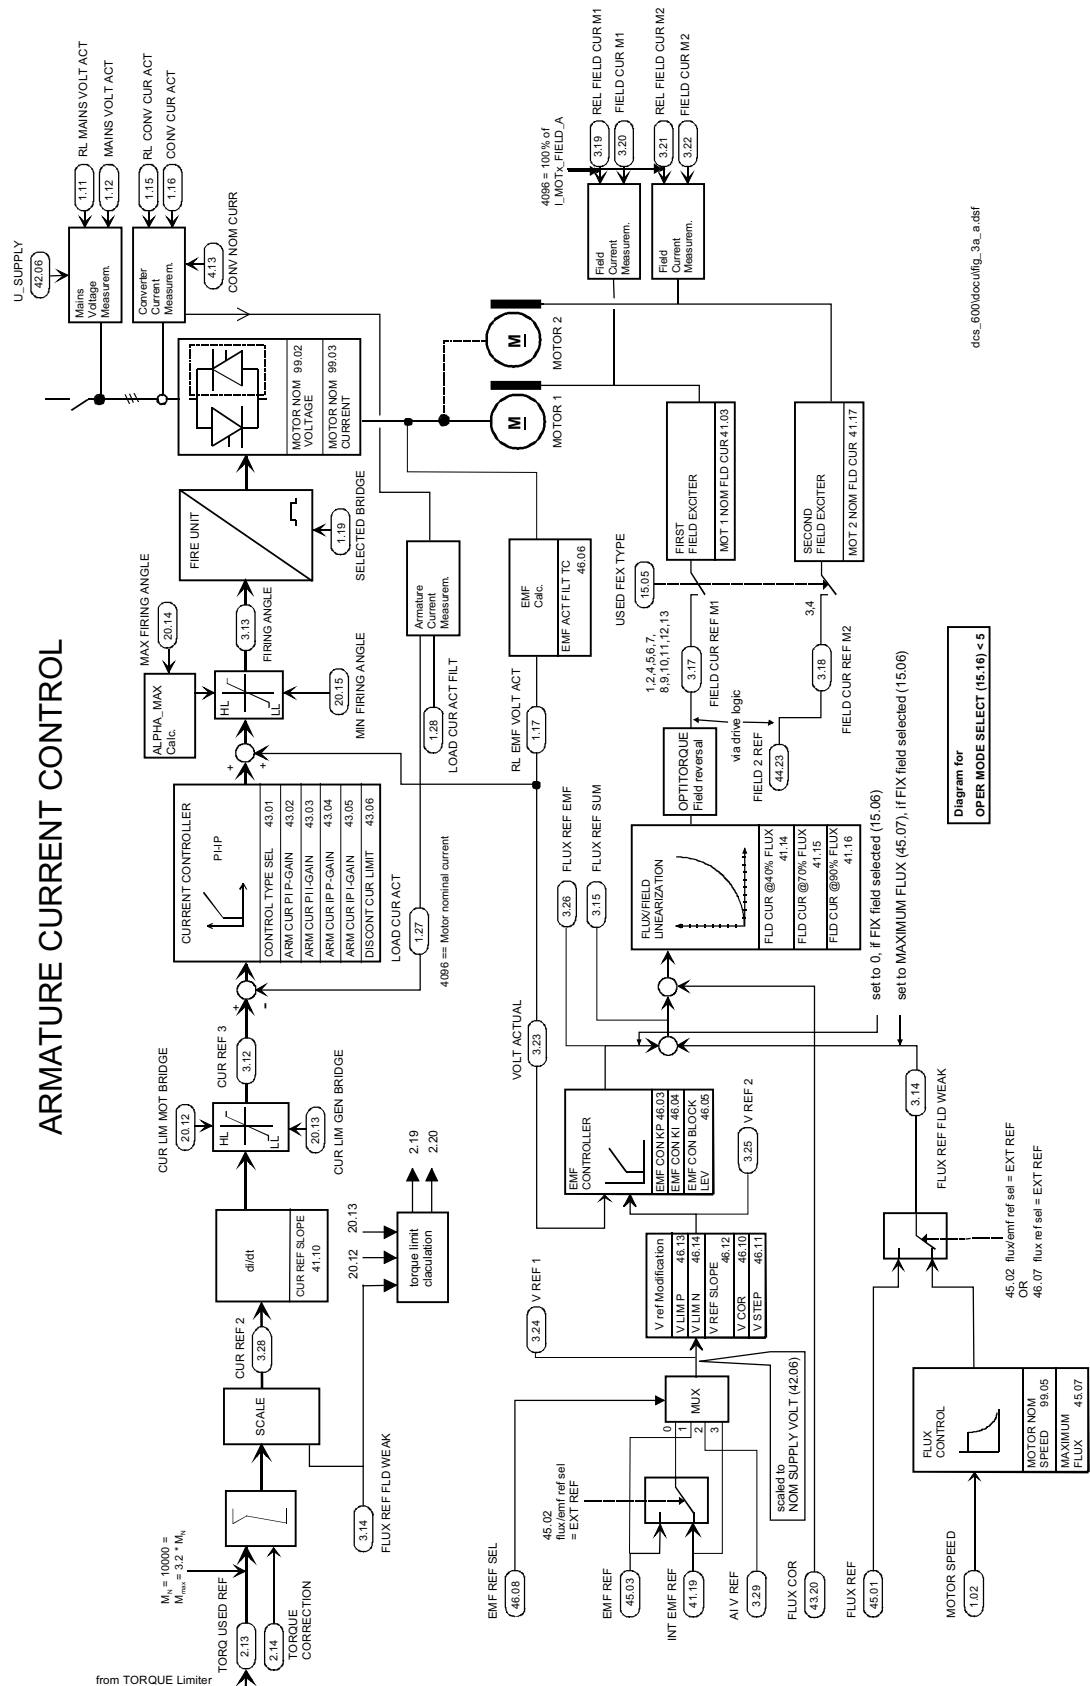 ARMATURE CURRENT CONTROL
from TORQUE Limiter
2.13
TORQ USED REF
2.14
TORQUE
CORRECTION
M_N = 10000 =
M_max = 3.2 * M_N
SCALE
3.14
FLUX REF FLD WEAK
3.28
CUR REF 2
di/dt
CUR REF SLOPE
41.10
20.12
20.13
torque limit
claculation
2.19
2.20
CUR LIM MOT BRIDGE
20.12
HL
LL
20.13
CUR LIM GEN BRIDGE
CUR REF 3
3.12
+
-
CURRENT CONTROLLER
PI-IP
CONTROL TYPE SEL 43.01
ARM CUR PI P-GAIN 43.02
ARM CUR PI I-GAIN 43.03
ARM CUR IP P-GAIN 43.04
ARM CUR IP I-GAIN 43.05
DISCONT CUR LIMIT 43.06
LOAD CUR ACT
1.27
4096 == Motor nominal current
+
+
ALPHA_MAX
Calc.
MAX FIRING ANGLE
20.14
HL
LL
20.15
MIN FIRING ANGLE
3.13
FIRING ANGLE
FIRE UNIT
1.19
SELECTED BRIDGE
1.28
LOAD CUR ACT FILT
Armature
Current
Measurem.
MOTOR NOM 99.02
VOLTAGE
MOTOR NOM 99.03
CURRENT
U_SUPPLY
42.06
Mains
Voltage
Measurem.
1.11 RL MAINS VOLT ACT
1.12 MAINS VOLT ACT
Converter
Current
Measurem.
1.15 RL CONV CUR ACT
1.16 CONV CUR ACT
4.13
CONV NOM CURR
M
MOTOR 1
M
MOTOR 2
EMF
Calc.
EMF ACT FILT TC
46.06
RL EMF VOLT ACT
1.17
VOLT ACTUAL
3.23
4096 = 100% of
I_MOTx_FIELD_A
Field
Current
Measurem.
3.19 REL FIELD CUR M1
3.20 FIELD CUR M1
Field
Current
Measurem.
3.21 REL FIELD CUR M2
3.22 FIELD CUR M2
EMF REF SEL
46.08
45.02
flux/emf ref sel
= EXT REF
EMF REF
45.03
INT EMF REF
41.19
AI V REF
3.29
0
1
2
3
MUX
V REF 1
3.24
scaled to
NOM SUPPLY VOLT (42.06)
V ref Modification
V LIM P 46.13
V LIM N 46.14
V REF SLOPE
46.12
V COR 46.10
V STEP 46.11
3.25 V REF 2
EMF
CONTROLLER
EMF CON KP 46.03
EMF CON KI 46.04
EMF CON BLOCK
LEV 46.05
3.26 FLUX REF EMF
3.15 FLUX REF SUM
FLUX/FIELD
LINEARIZATION
FLD CUR @40% FLUX
41.14
FLD CUR @70% FLUX
41.15
FLD CUR @90% FLUX
41.16
OPTITORQUE
Field reversal
via drive logic
FIELD 2 REF
44.23
1,2,4,5,6,7,
8,9,10,11,12,13
3.17
FIELD CUR REF M1
3.18
FIELD CUR REF M2
3,4
USED FEX TYPE
15.05
FIRST
FIELD EXCITER
MOT 1 NOM FLD CUR 41.03
SECOND
FIELD EXCITER
MOT 2 NOM FLD CUR 41.17
FLUX COR
43.20
set to 0, if FIX field selected (15.06)
set to MAXIMUM FLUX (45.07), if FIX field selected (15.06)
3.14
FLUX REF FLD WEAK
FLUX REF
45.01
MOTOR SPEED
1.02
FLUX
CONTROL
MOTOR NOM
SPEED 99.05
MAXIMUM
FLUX 45.07
45.02 flux/emf ref sel = EXT REF
OR
46.07 flux ref sel = EXT REF
Diagram for
OPER MODE SELECT (15.16) < 5
dcs_600\docu\fig_3a_a.dsf